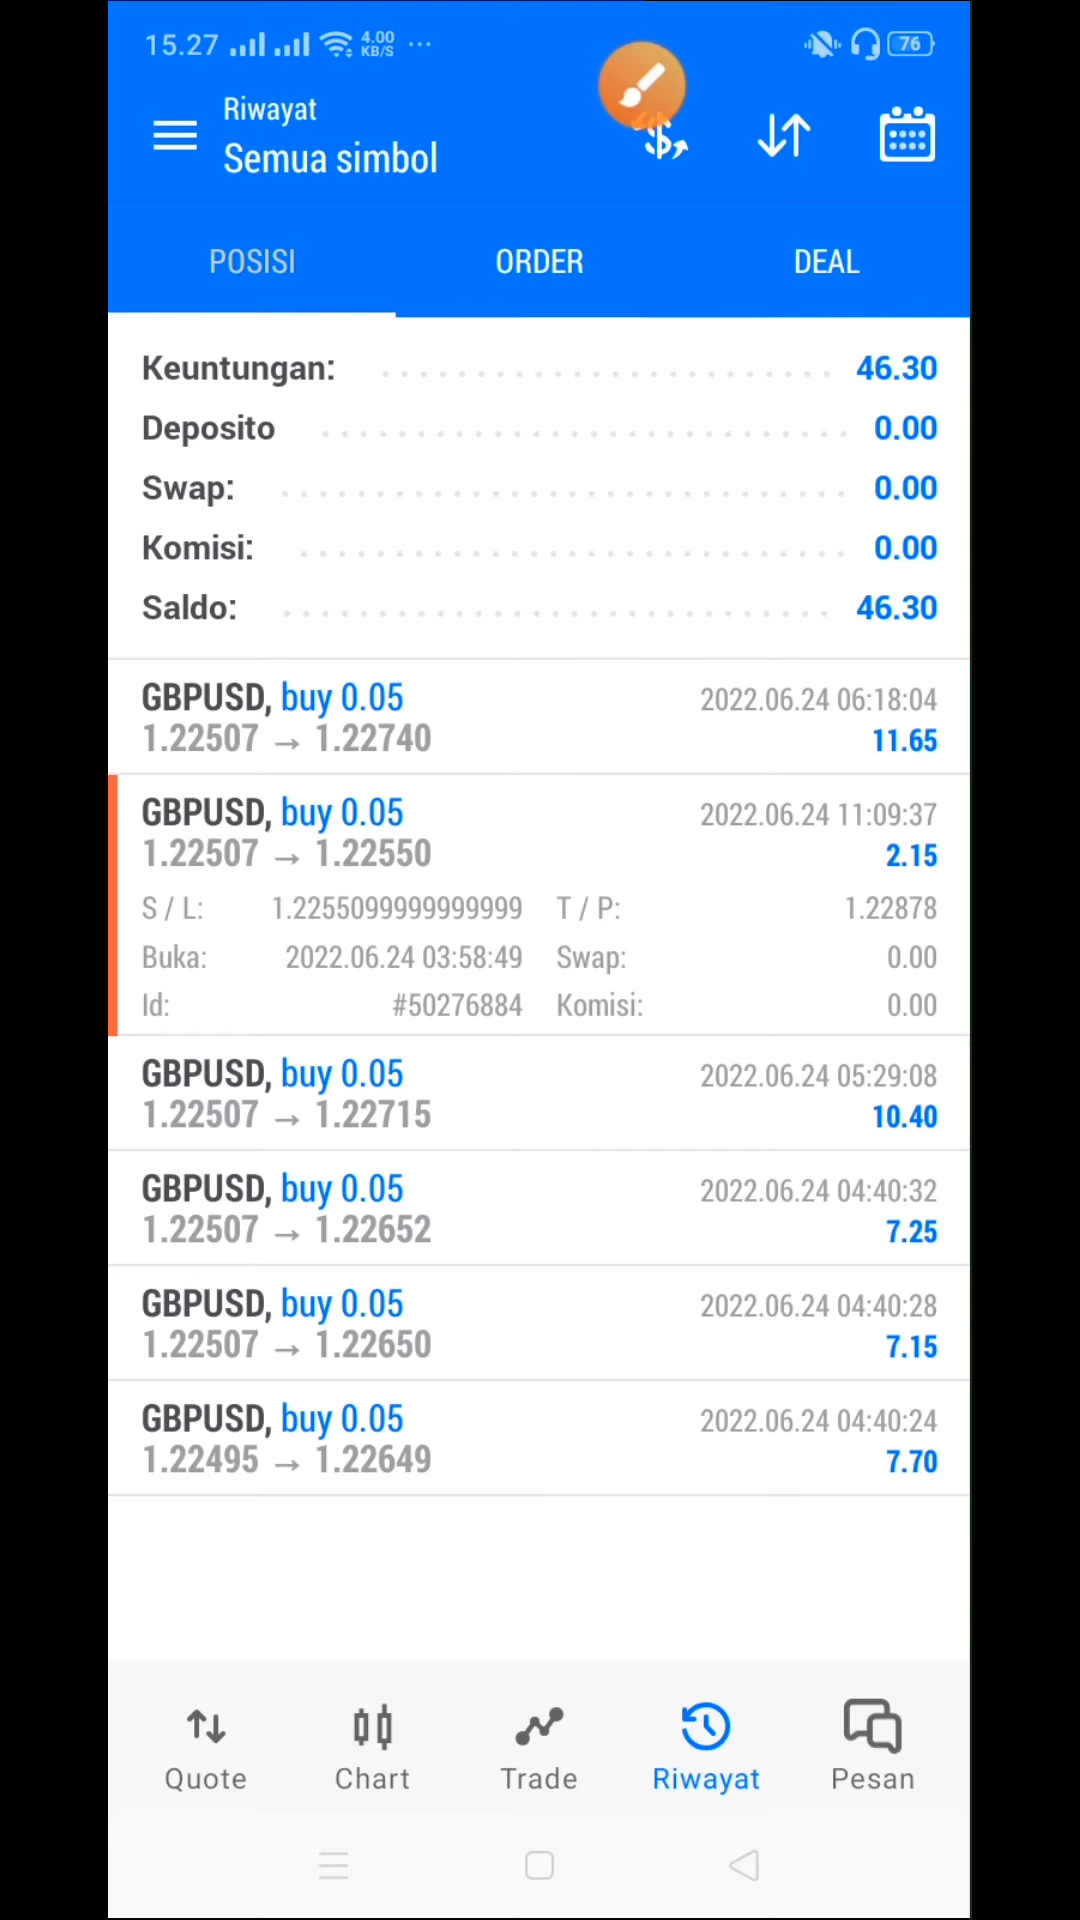 15.27 4.00 KB/S ... 76
Riwayat
Semua simbol
POSISI ORDER DEAL
Keuntungan: 46.30
Deposito 0.00
Swap: 0.00
Komisi: 0.00
Saldo: 46.30
GBPUSD, buy 0.05 2022.06.24 06:18:04
1.22507 → 1.22740 11.65
GBPUSD, buy 0.05 2022.06.24 11:09:37
1.22507 → 1.22550 2.15
S / L: 1.2255099999999999 T / P: 1.22878
Buka: 2022.06.24 03:58:49 Swap: 0.00
Id: #50276884 Komisi: 0.00
GBPUSD, buy 0.05 2022.06.24 05:29:08
1.22507 → 1.22715 10.40
GBPUSD, buy 0.05 2022.06.24 04:40:32
1.22507 → 1.22652 7.25
GBPUSD, buy 0.05 2022.06.24 04:40:28
1.22507 → 1.22650 7.15
GBPUSD, buy 0.05 2022.06.24 04:40:24
1.22495 → 1.22649 7.70
Quote Chart Trade Riwayat Pesan